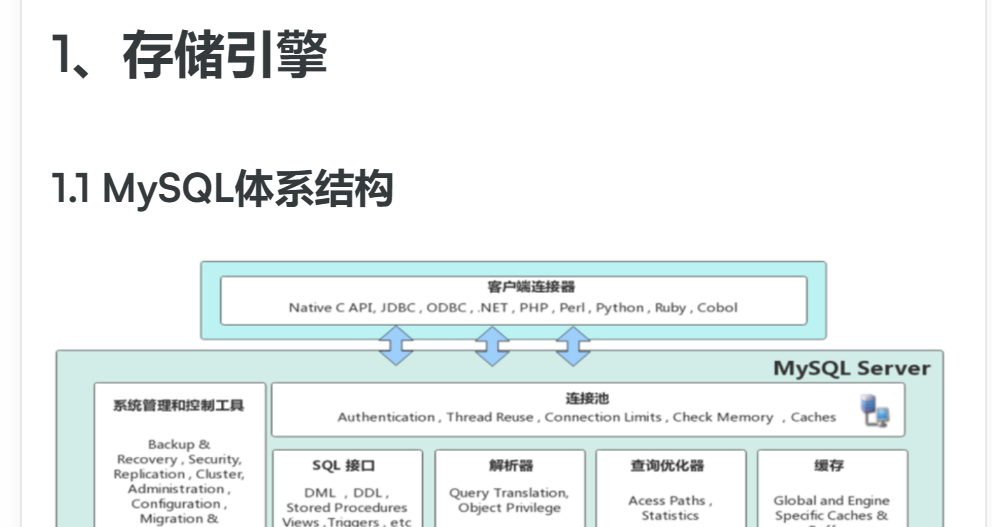 1、存储引擎
1.1 MySQL体系结构
客户端连接器
Native C API, JDBC , ODBC , .NET , PHP , Perl , Python , Ruby , Cobol
MySQL Server
系统管理和控制工具
Backup &
Recovery , Security,
Replication , Cluster,
Administration ,
Configuration ,
Migration &
连接池
Authentication , Thread Reuse , Connection Limits , Check Memory , Caches
SQL 接口
DML , DDL ,
Stored Procedures
Views ,Triggers , etc
解析器
Query Translation,
Object Privilege
查询优化器
Acess Paths ,
Statistics
缓存
Global and Engine
Specific Caches &